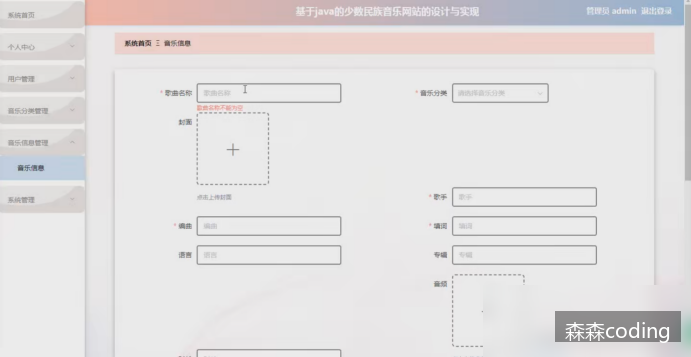 基于java的少数民族音乐网站的设计与实现
管理员 admin 退出登录
系统首页
个人中心
用户管理
音乐分类管理
音乐信息管理
音乐信息
系统管理
系统首页 Ξ 音乐信息
* 歌曲名称 歌曲名称
歌曲名称不能为空
* 音乐分类 请选择音乐分类
封面
点击上传封面
* 歌手 歌手
* 编曲 编曲
* 填词 填词
语言 语言
专辑 专辑
音频
森森coding